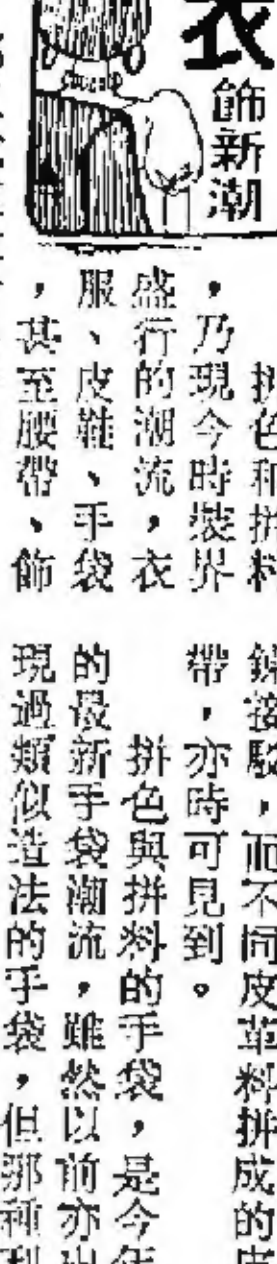 衣
飾新潮
拼色和拼料
，乃現今時裝界
盛行的潮流，衣
服、皮鞋、手袋
，甚至腰帶、飾
接駁，而不同皮革料拼成的皮
帶，亦時可見到。
拼色與拼料的手袋，是今年
的最新手袋潮流，雖然以前亦出
現過類似造法的手袋，但那種